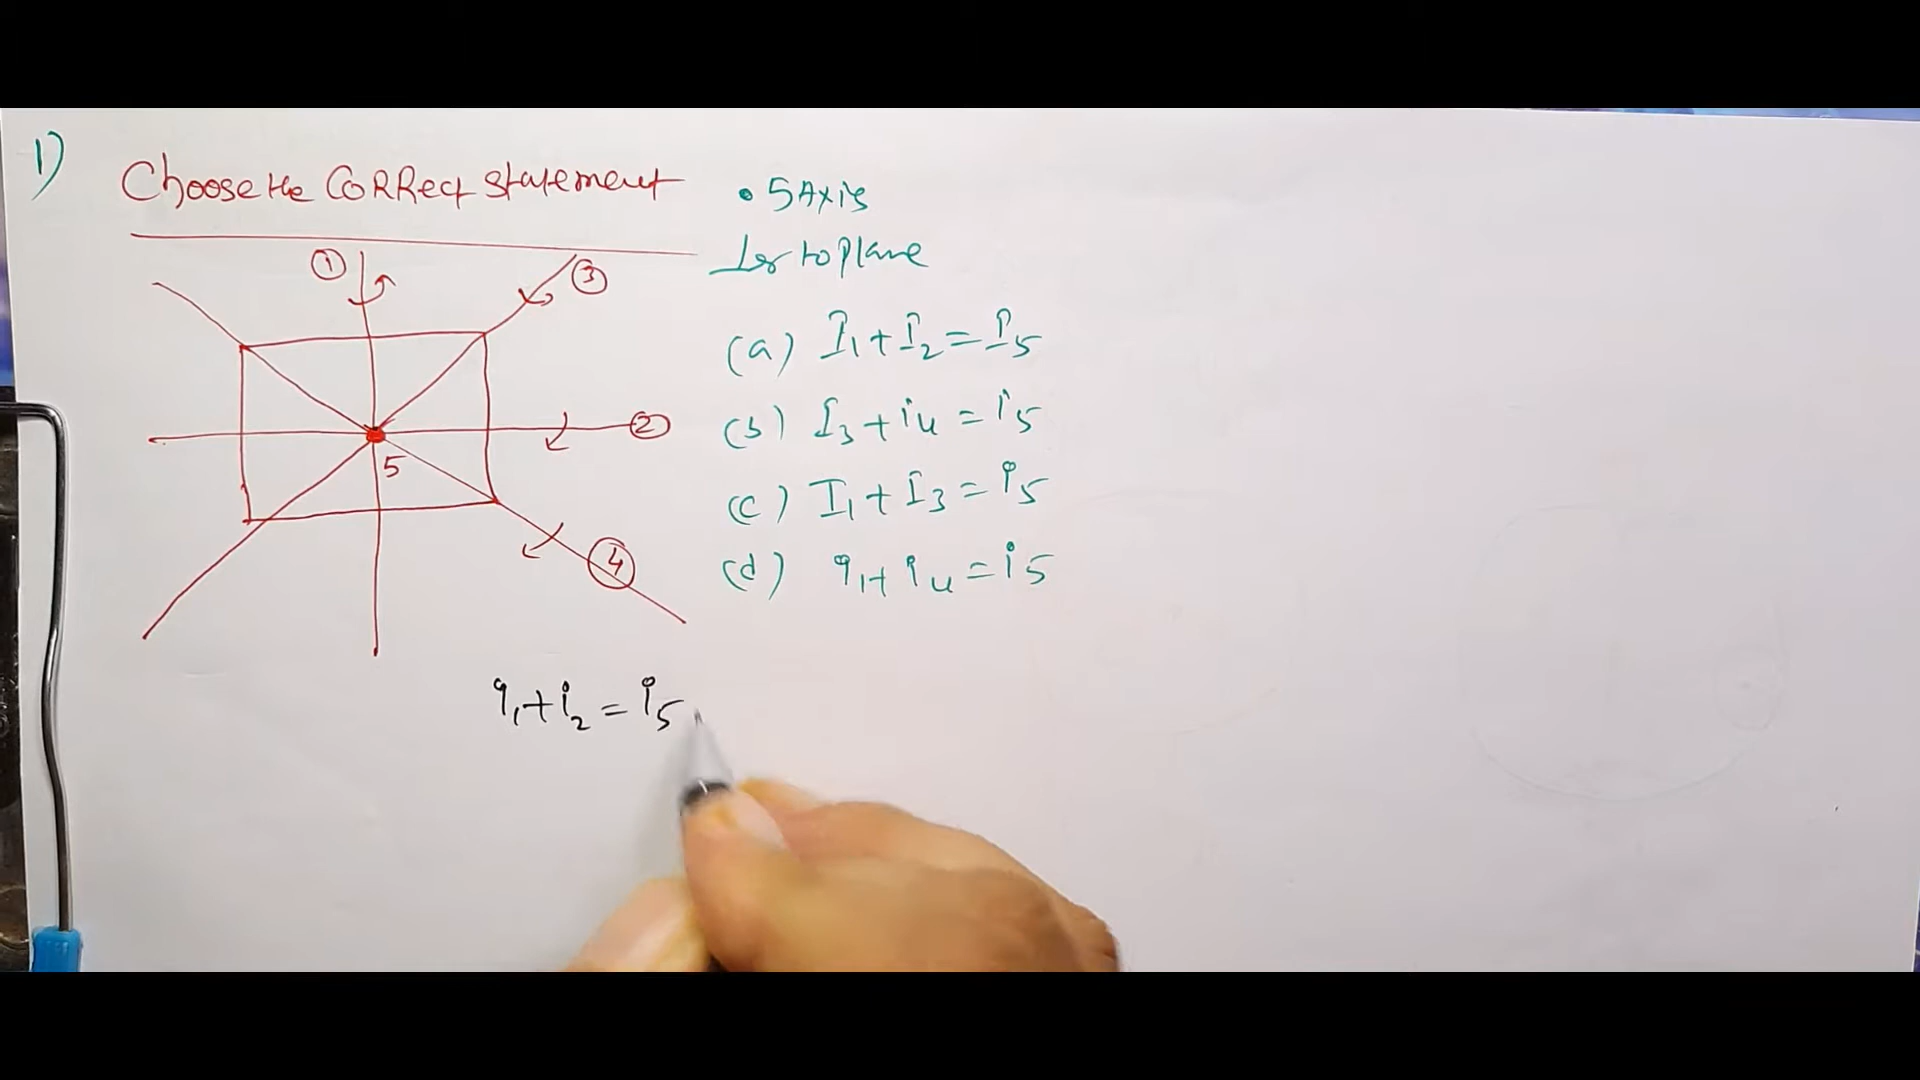 1)
Choose the CoRRect statement
• 5 Axis
⊥er to plane
① ③
②
5
④
(a) I₁ + I₂ = I₅
(b) I₃ + i₄ = i₅
(c) I₁ + I₃ = i₅
(d) i₁ + i₄ = i₅
i₁ + i₂ = i₅